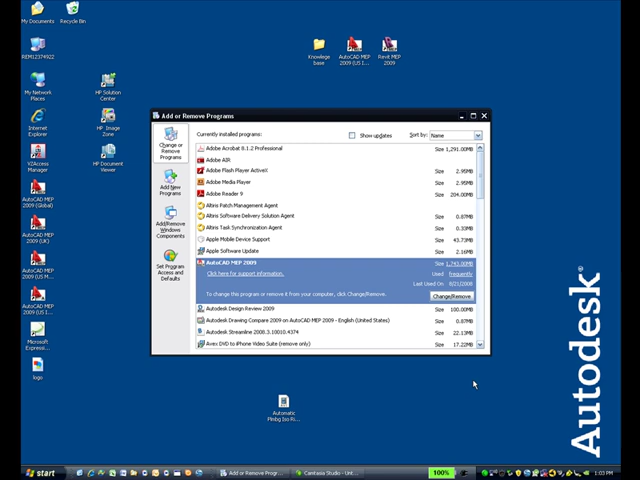 My Documents
Recycle Bin
REM12374922
Knowlege
base
AutoCAD MEP
2009 (US I...
Revit MEP
2009
My Network
Places
HP Solution
Center
Internet
Explorer
HP Image
Zone
VZAccess
Manager
HP Document
Viewer
AutoCAD MEP
2009 (Global)
AutoCAD MEP
2009 (UK)
AutoCAD MEP
2009 (US M...
AutoCAD MEP
2009 (US I...
Microsoft
Express...
logo
Add or Remove Programs
Change or
Remove
Programs
Add New
Programs
Add/Remove
Windows
Components
Set Program
Access and
Defaults
Currently installed programs:
Show updates
Sort by: Name
Adobe Acrobat 8.1.2 Professional Size 1,291.00MB
Adobe AIR
Adobe Flash Player ActiveX Size 2.95MB
Adobe Media Player Size 2.95MB
Adobe Reader 9 Size 204.00MB
Altiris Patch Management Agent
Altiris Software Delivery Solution Agent Size 0.87MB
Altiris Task Synchronization Agent Size 0.33MB
Apple Mobile Device Support Size 43.73MB
Apple Software Update Size 2.16MB
AutoCAD MEP 2009 Size 1,743.00MB
Click here for support information. Used frequently
Last Used On 8/21/2008
To change this program or remove it from your computer, click Change/Remove. Change/Remove
Autodesk Design Review 2009 Size 100.00MB
Autodesk Drawing Compare 2009 on AutoCAD MEP 2009 - English (United States) Size 0.87MB
Autodesk Streamline 2008.3.10010.4374 Size 22.13MB
Avex DVD to iPhone Video Suite (remove only) Size 17.22MB
Automatic
Plmbg Iso Ri...
Autodesk®
start
Add or Remove Progr...
Camtasia Studio - Unt...
100%
1:03 PM